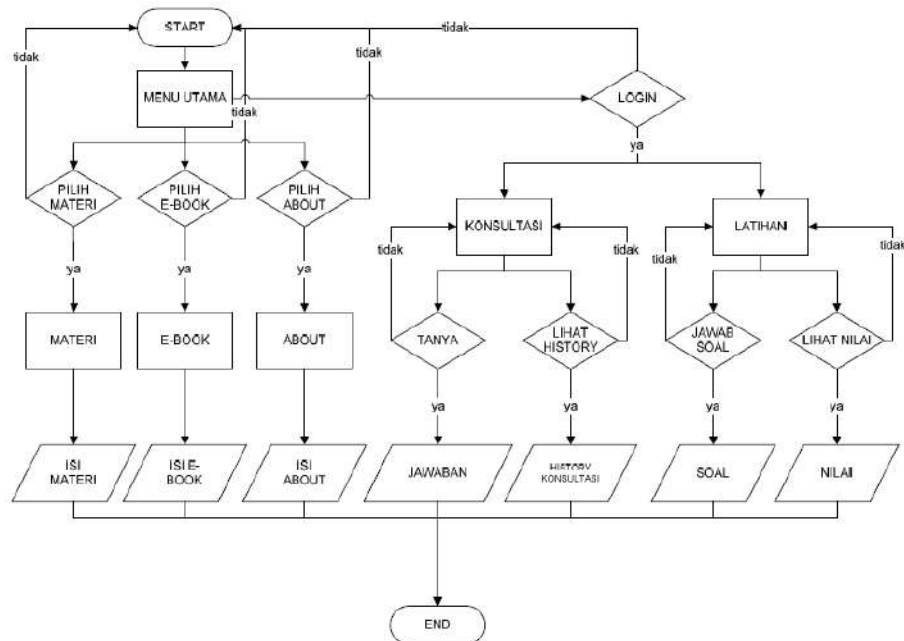 START
tidak
tidak
tidak
MENU UTAMA
tidak
LOGIN
ya
PILIH
MATERI
PILIH
E-BOOK
PILIH
ABOUT
KONSULTASI
LATIHANI
tidak
tidak
tidak
tidak
ya
ya
ya
MATERI
E-BOOK
ABOUT
TANYA
LIHAT
HISTORY
JAWAB
SOAL
LIHAT NILAI
ya
ya
ya
ya
ISI
MATERI
ISI E-
BOOK
ISI
ABOUT
JAWABAN
HISTORY
KONSULTASI
SOAL
NILAII
END